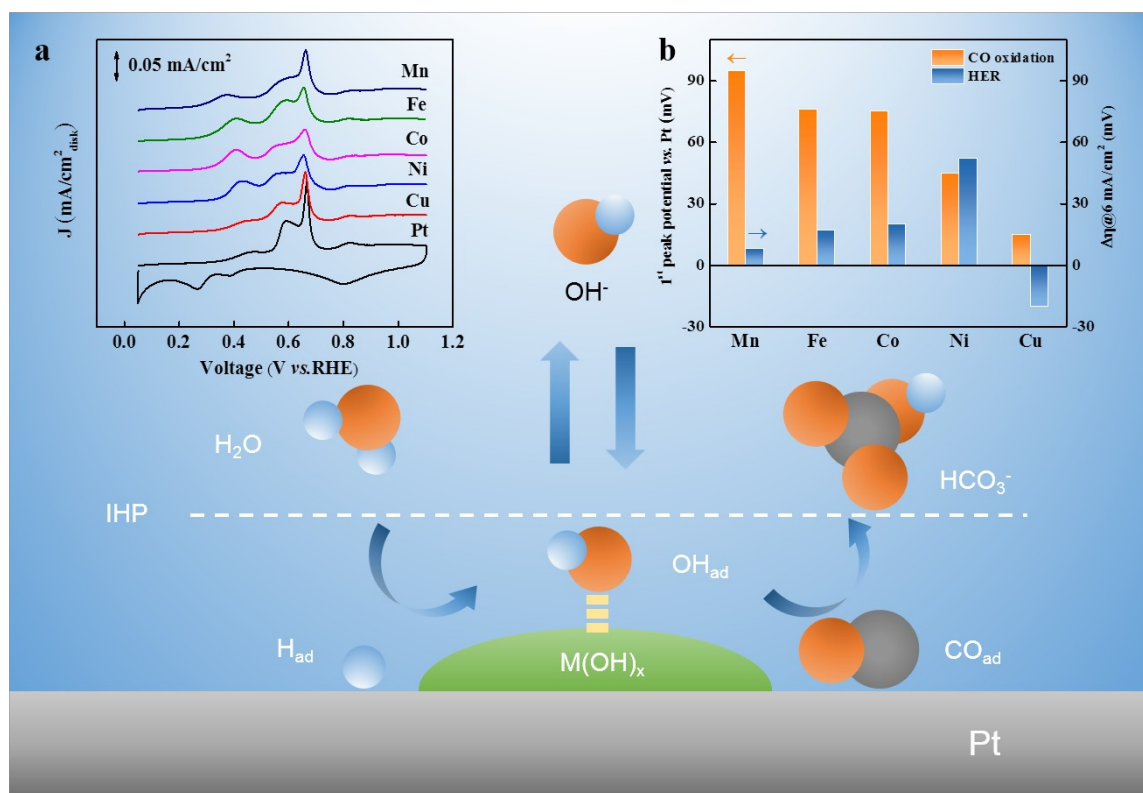 a
0.05 mA/cm²
Mn
Fe
Co
Ni
Cu
Pt
J (mA/cm²disk)
0.0 0.2 0.4 0.6 0.8 1.0 1.2
Voltage (V vs.RHE)
b
CO oxidation
HER
←
→
1st peak potential vs. Pt (mV)
90
60
30
0
-30
Δη@6 mA/cm² (mV)
90
60
30
0
-30
Mn Fe Co Ni Cu
OH-
H2O
HCO3-
IHP
OHad
Had
M(OH)x
COad
Pt